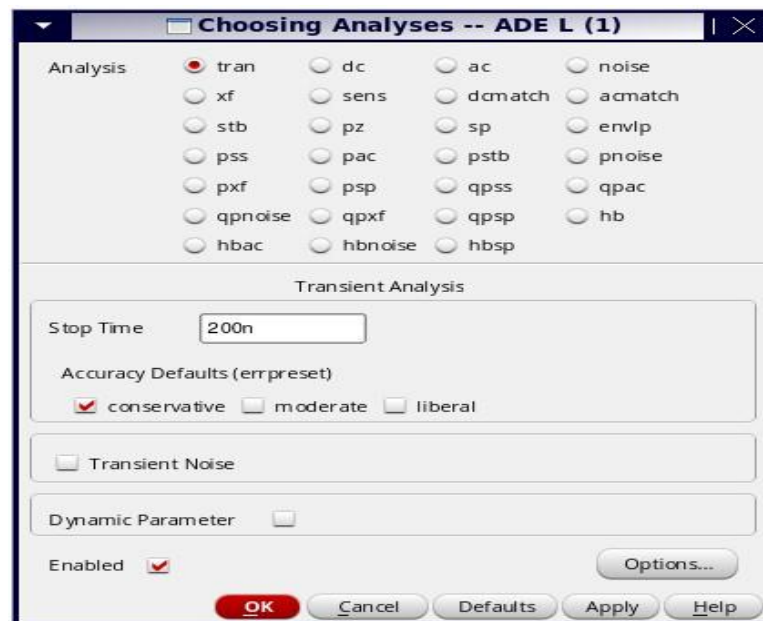 Choosing Analyses -- ADE L (1)
Analysis tran dc ac noise
xf sens dcmatch acmatch
stb pz sp envlp
pss pac pstb pnoise
pxf psp qpss qpac
qpnoise qpxf qpsp hb
hbac hbnoise hbsp
Transient Analysis
Stop Time 200n
Accuracy Defaults (errpreset)
conservative moderate liberal
Transient Noise
Dynamic Parameter
Enabled Options...
OK Cancel Defaults Apply Help